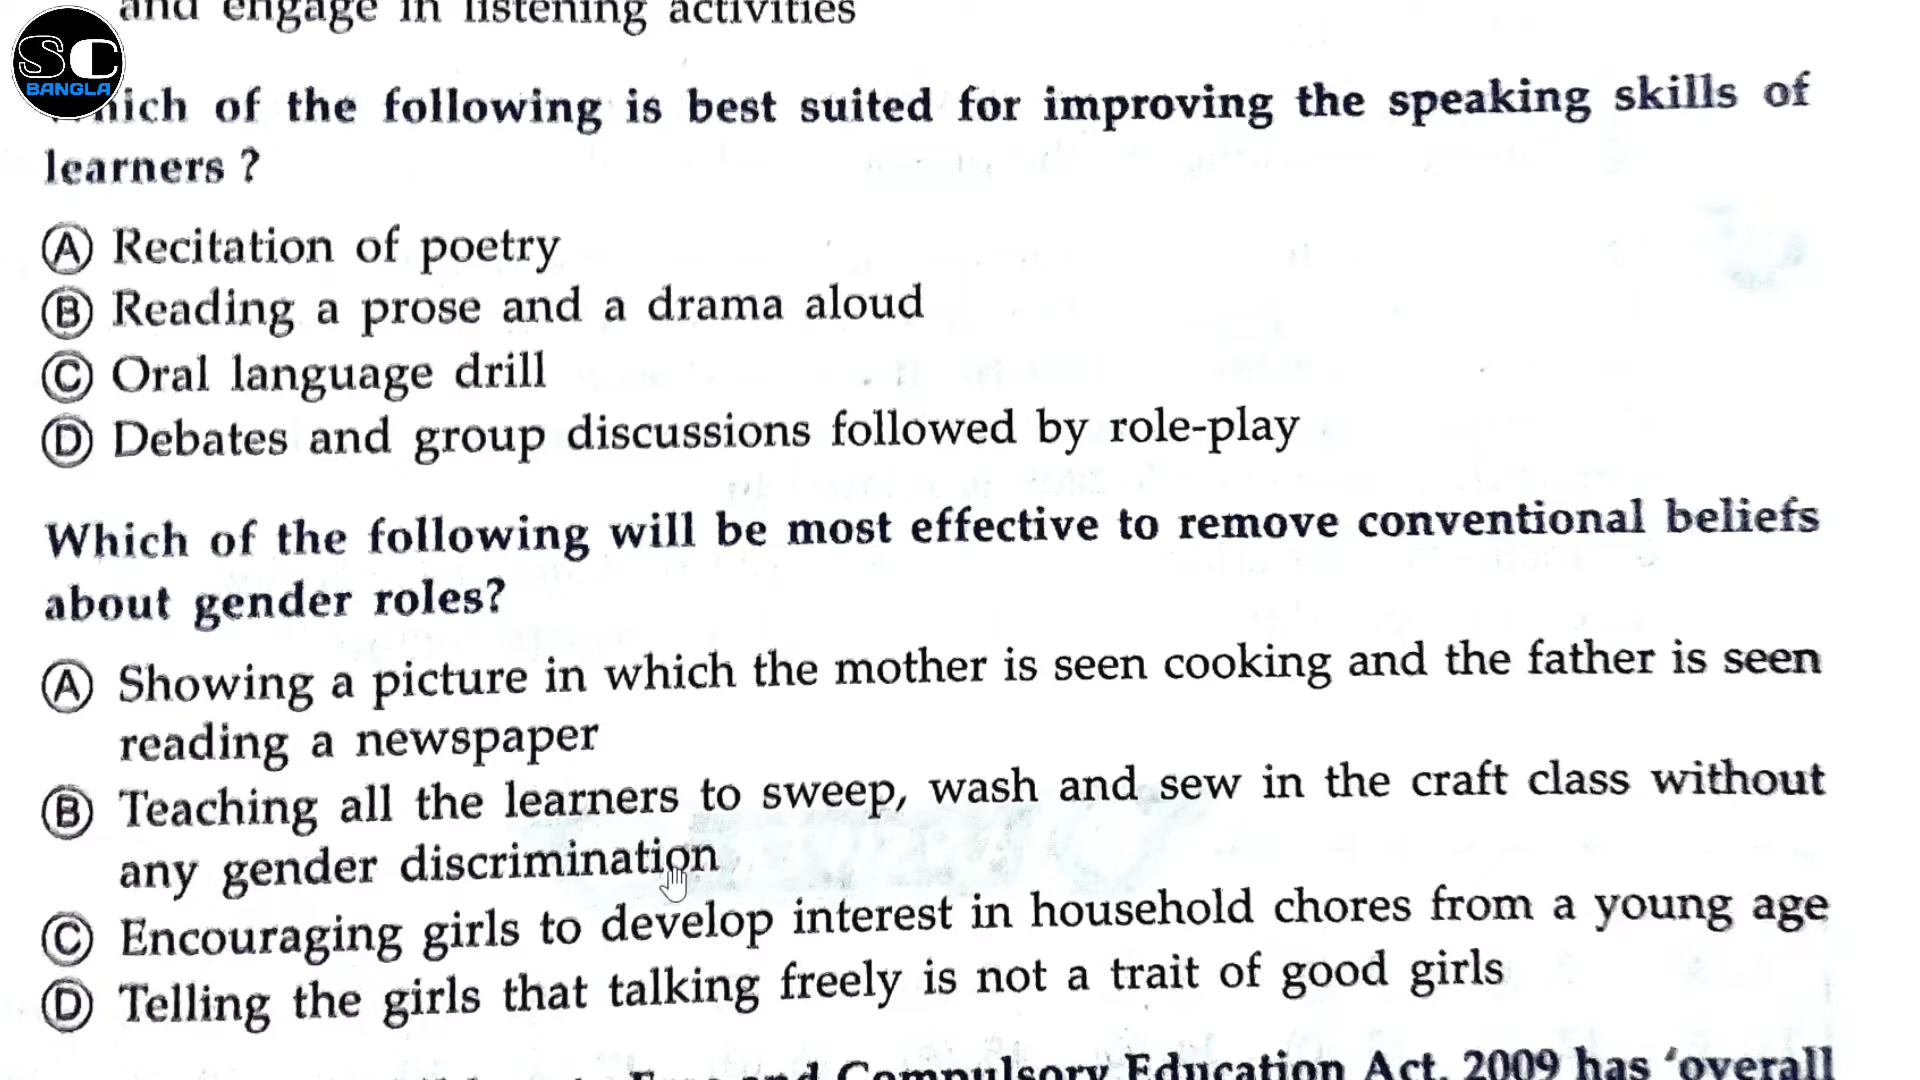 and engage in listening activities
SC
BANGLA
Which of the following is best suited for improving the speaking skills of
learners ?
Ⓐ Recitation of poetry
Ⓑ Reading a prose and a drama aloud
Ⓒ Oral language drill
Ⓓ Debates and group discussions followed by role-play
Which of the following will be most effective to remove conventional beliefs
about gender roles?
Ⓐ Showing a picture in which the mother is seen cooking and the father is seen
reading a newspaper
Ⓑ Teaching all the learners to sweep, wash and sew in the craft class without
any gender discrimination
Ⓒ Encouraging girls to develop interest in household chores from a young age
Ⓓ Telling the girls that talking freely is not a trait of good girls
Free and Compulsory Education Act, 2009 has 'overall